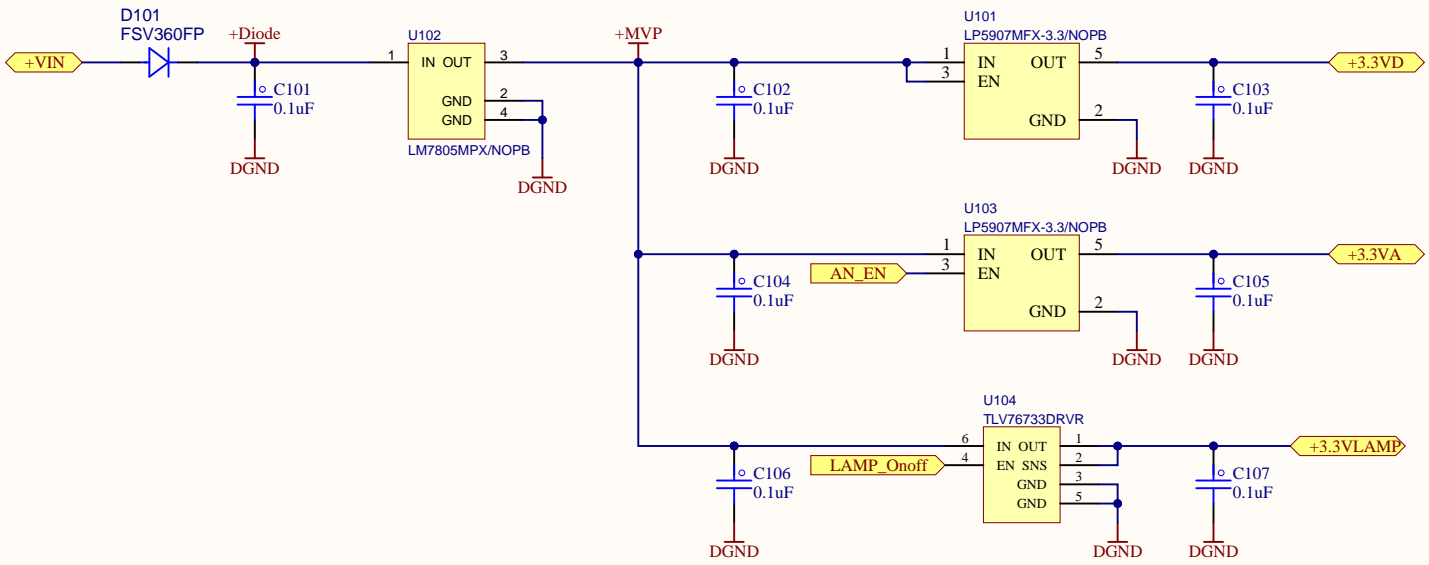 D101
FSV360FP
+VIN
+Diode
C101
0.1uF
DGND
U102
1
IN OUT
3
GND
2
GND
4
LM7805MPX/NOPB
DGND
+MVP
C102
0.1uF
DGND
U101
LP5907MFX-3.3/NOPB
1
IN
OUT
5
3
EN
GND
2
DGND
C103
0.1uF
DGND
+3.3VD
U103
LP5907MFX-3.3/NOPB
1
IN
OUT
5
AN_EN
3
EN
GND
2
DGND
C104
0.1uF
DGND
C105
0.1uF
DGND
+3.3VA
U104
TLV76733DRVR
6
IN OUT
1
LAMP_Onoff
4
EN SNS
2
GND
3
GND
5
DGND
C106
0.1uF
DGND
C107
0.1uF
DGND
+3.3VLAMP